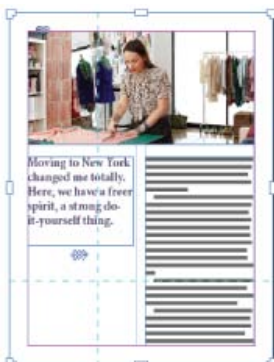 Moving to New York
changed me totally.
Here, we have a freer
spirit, a strong do-
it-yourself thing.